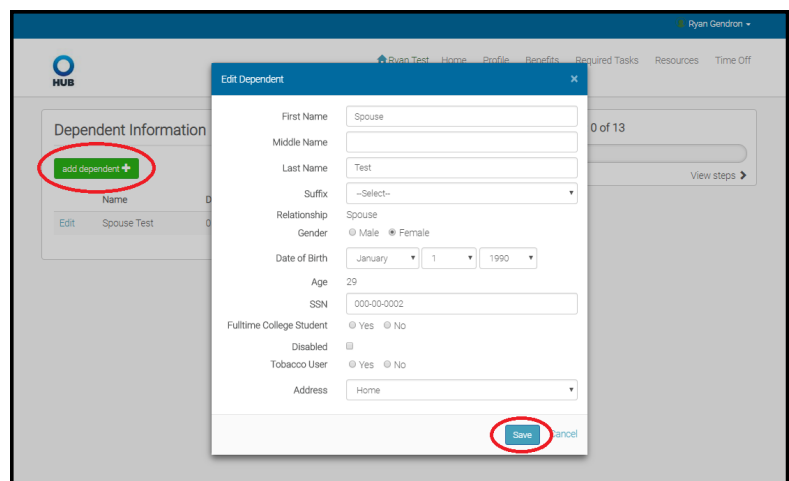 Ryan Gendron
HUB
Ryan Test Home Profile Benefits Required Tasks Resources Time Off
Edit Dependent ×
Dependent Information
0 of 13
add dependent +
View steps
Name D
Edit Spouse Test 0
First Name Spouse
Middle Name
Last Name Test
Suffix --Select--
Relationship Spouse
Gender Male Female
Date of Birth January 1 1990
Age 29
SSN 000-00-0002
Fulltime College Student Yes No
Disabled
Tobacco User Yes No
Address Home
Save Cancel